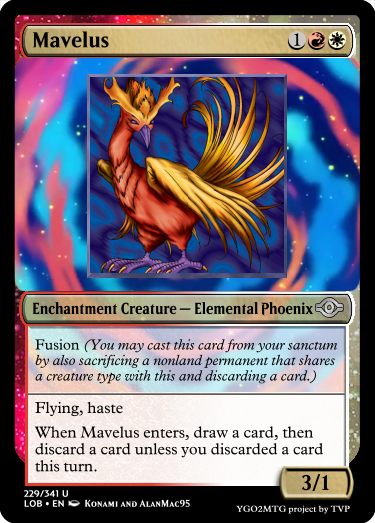 Mavelus 1
Enchantment Creature — Elemental Phoenix
Fusion (You may cast this card from your sanctum
by also sacrificing a nonland permanent that shares
a creature type with this and discarding a card.)
Flying, haste
When Mavelus enters, draw a card, then
discard a card unless you discarded a card
this turn.
3/1
229/341 U
LOB • EN Konami and AlanMac95
YGO2MTG project by TVP